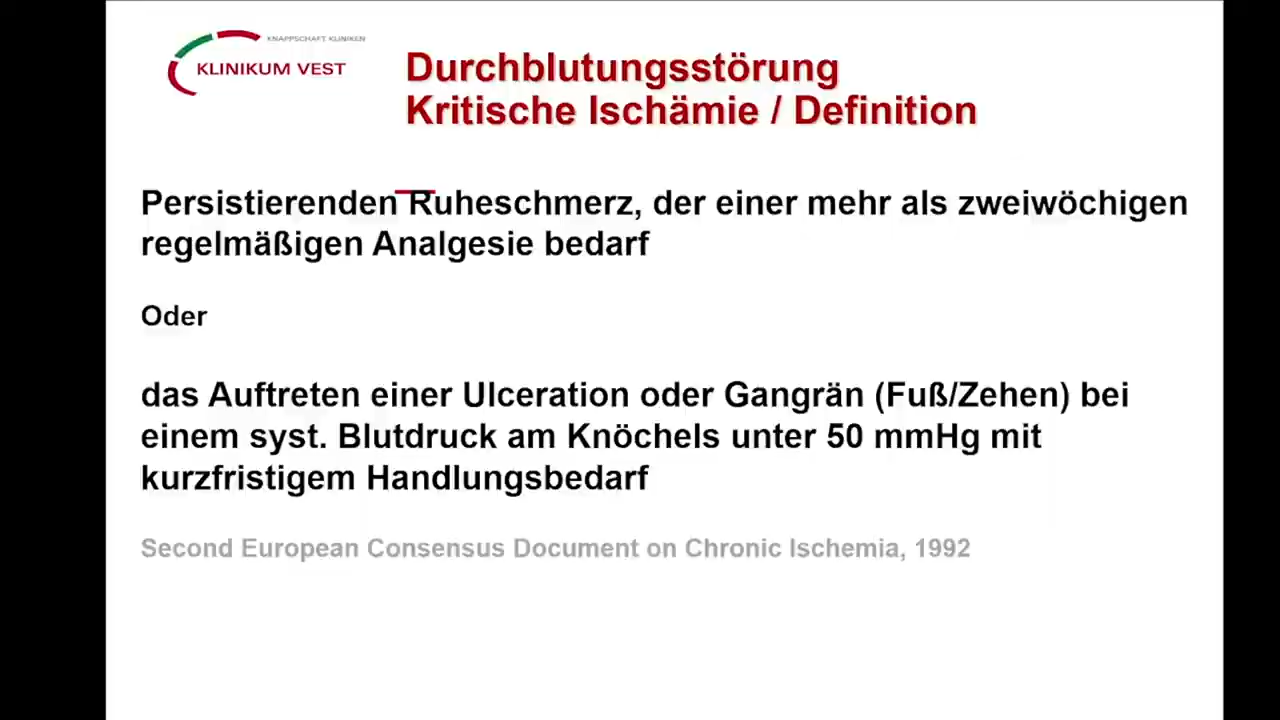 KNAPPSCHAFT KLINIKEN
KLINIKUM VEST
Durchblutungsstörung
Kritische Ischämie / Definition
Persistierenden Ruheschmerz, der einer mehr als zweiwöchigen
regelmäßigen Analgesie bedarf
Oder
das Auftreten einer Ulceration oder Gangrän (Fuß/Zehen) bei
einem syst. Blutdruck am Knöchels unter 50 mmHg mit
kurzfristigem Handlungsbedarf
Second European Consensus Document on Chronic Ischemia, 1992